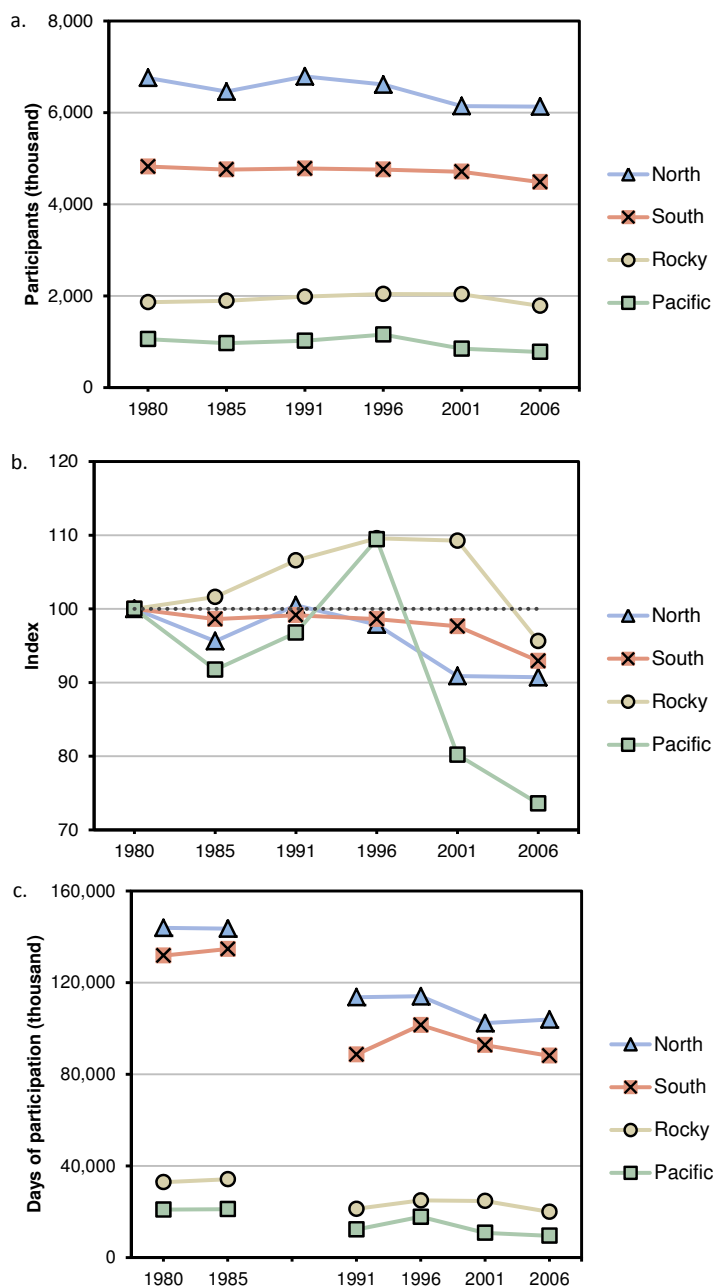 a.
Participants (thousand)
8,000
6,000
4,000
2,000
0
1980 1985 1991 1996 2001 2006
North
South
Rocky
Pacific
b.
Index
120
110
100
90
80
70
1980 1985 1991 1996 2001 2006
North
South
Rocky
Pacific
c.
Days of participation (thousand)
160,000
120,000
80,000
40,000
0
1980 1985 1991 1996 2001 2006
North
South
Rocky
Pacific